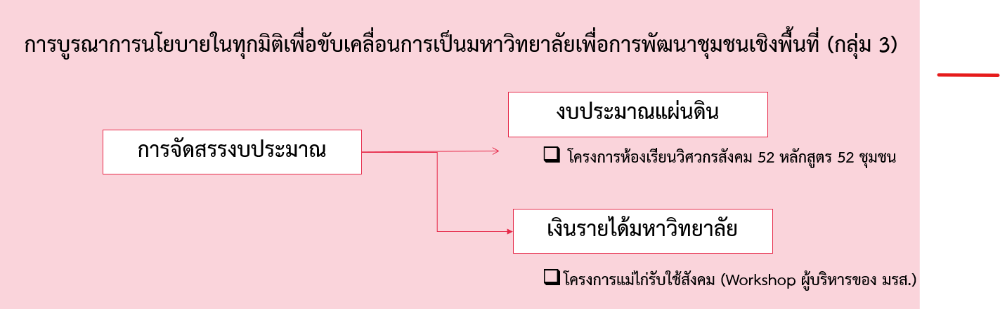 การบูรณาการนโยบายในทุกมิติเพื่อขับเคลื่อนการเป็นมหาวิทยาลัยเพื่อการพัฒนาชุมชนเชิงพื้นที่ (กลุ่ม 3)
งบประมาณแผ่นดิน
การจัดสรรงบประมาณ
โครงการห้องเรียนวิศวกรสังคม 52 หลักสูตร 52 ชุมชน
เงินรายได้มหาวิทยาลัย
โครงการแม่ไก่รับใช้สังคม (Workshop ผู้บริหารของ มรส.)